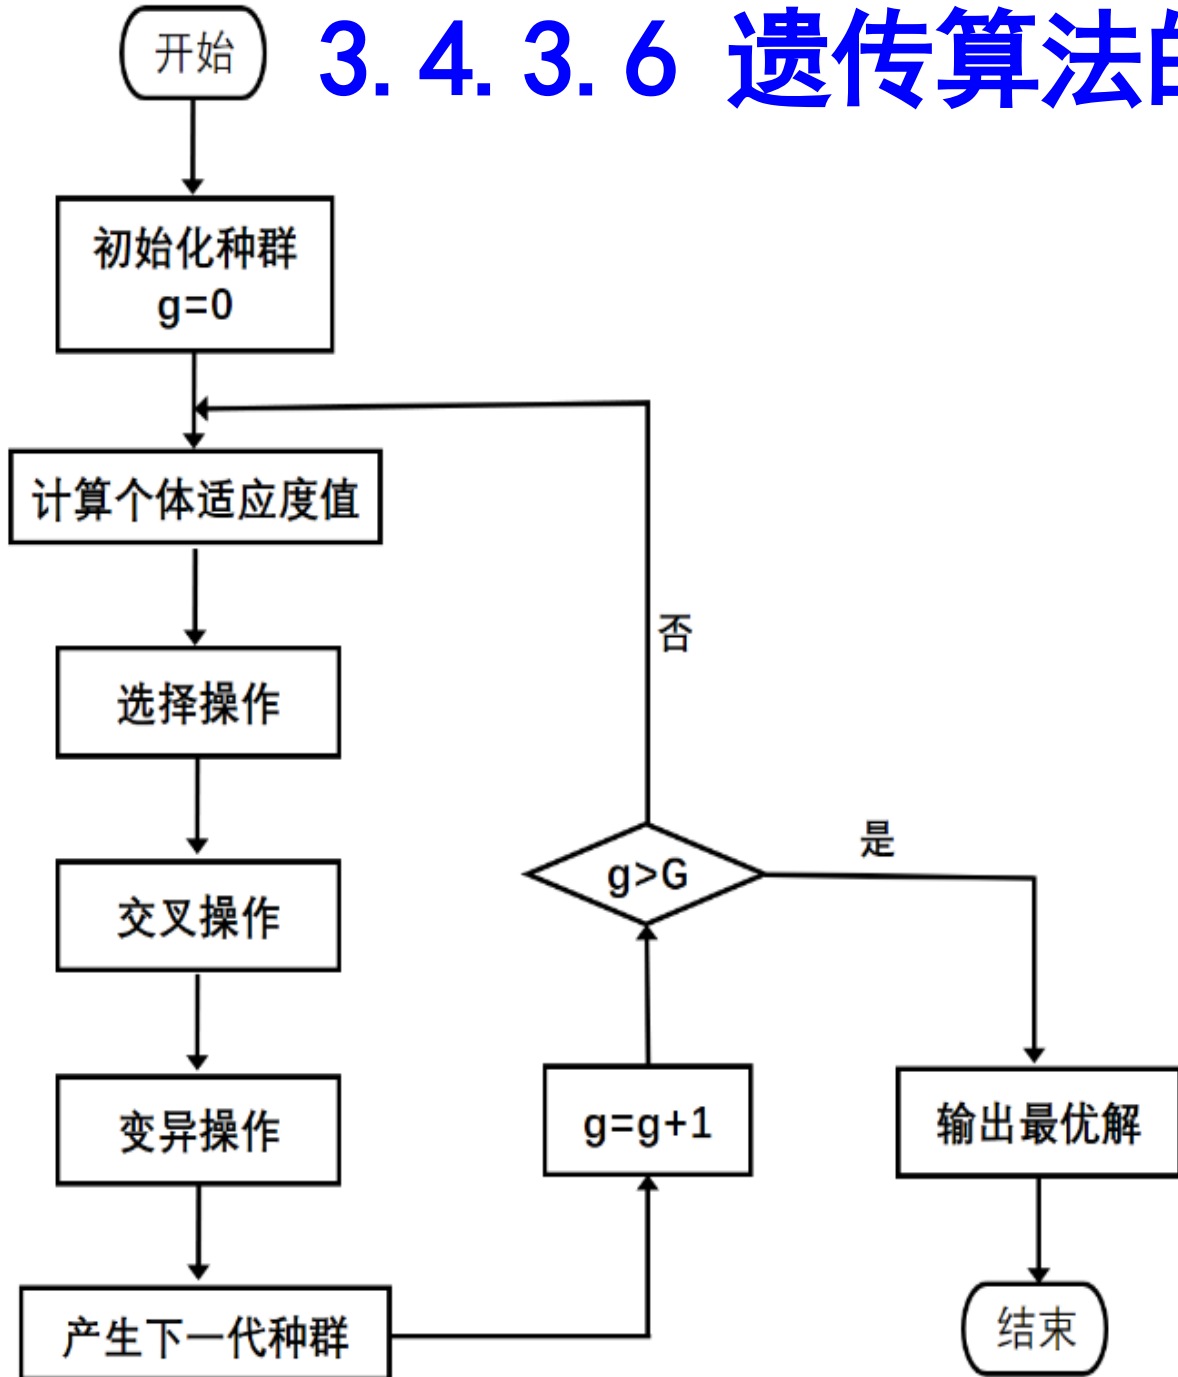 开始
3.4.3.6 遗传算法的
初始化种群
g=0
计算个体适应度值
选择操作
交叉操作
变异操作
产生下一代种群
g=g+1
g>G
否
是
输出最优解
结束